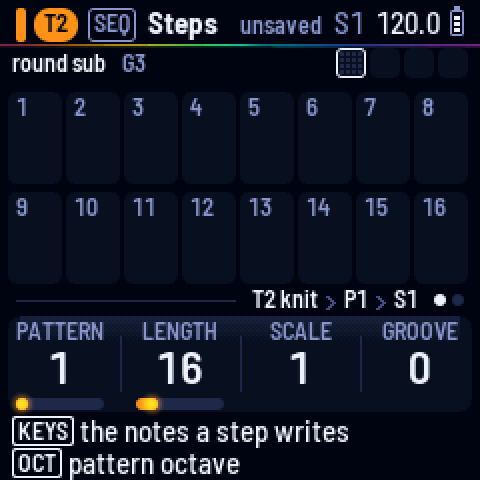 T2 SEQ Steps unsaved S1 120.0
round sub G3
1 2 3 4 5 6 7 8
9 10 11 12 13 14 15 16
T2 knit > P1 > S1
PATTERN LENGTH SCALE GROOVE
1 16 1 0
KEYS the notes a step writes
OCT pattern octave